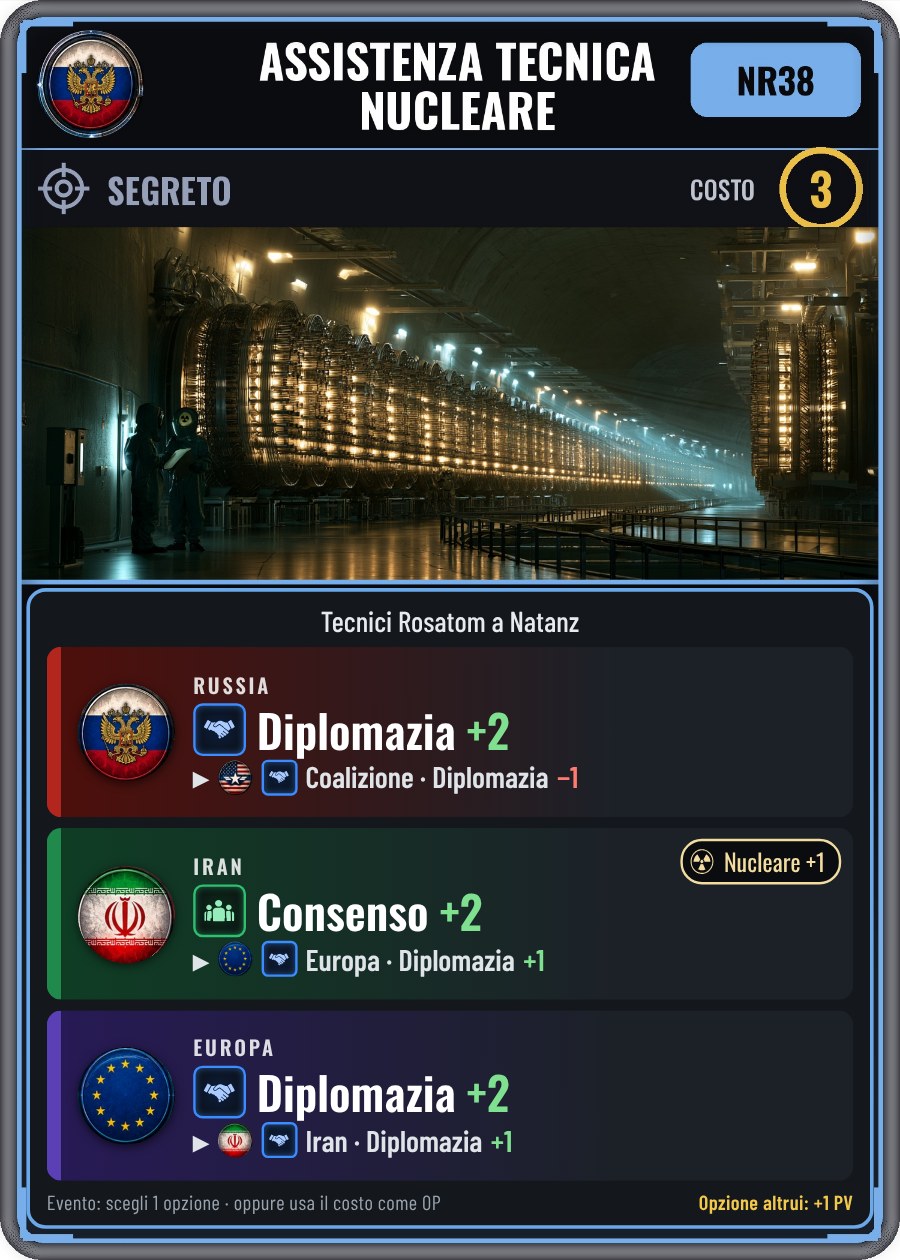 ASSISTENZA TECNICA
NUCLEARE
NR38
SEGRETO
COSTO
3
Tecnici Rosatom a Natanz
RUSSIA
Diplomazia +2
▶ Coalizione · Diplomazia −1
IRAN
Nucleare +1
Consenso +2
▶ Europa · Diplomazia +1
EUROPA
Diplomazia +2
▶ Iran · Diplomazia +1
Evento: scegli 1 opzione · oppure usa il costo come OP
Opzione altrui: +1 PV